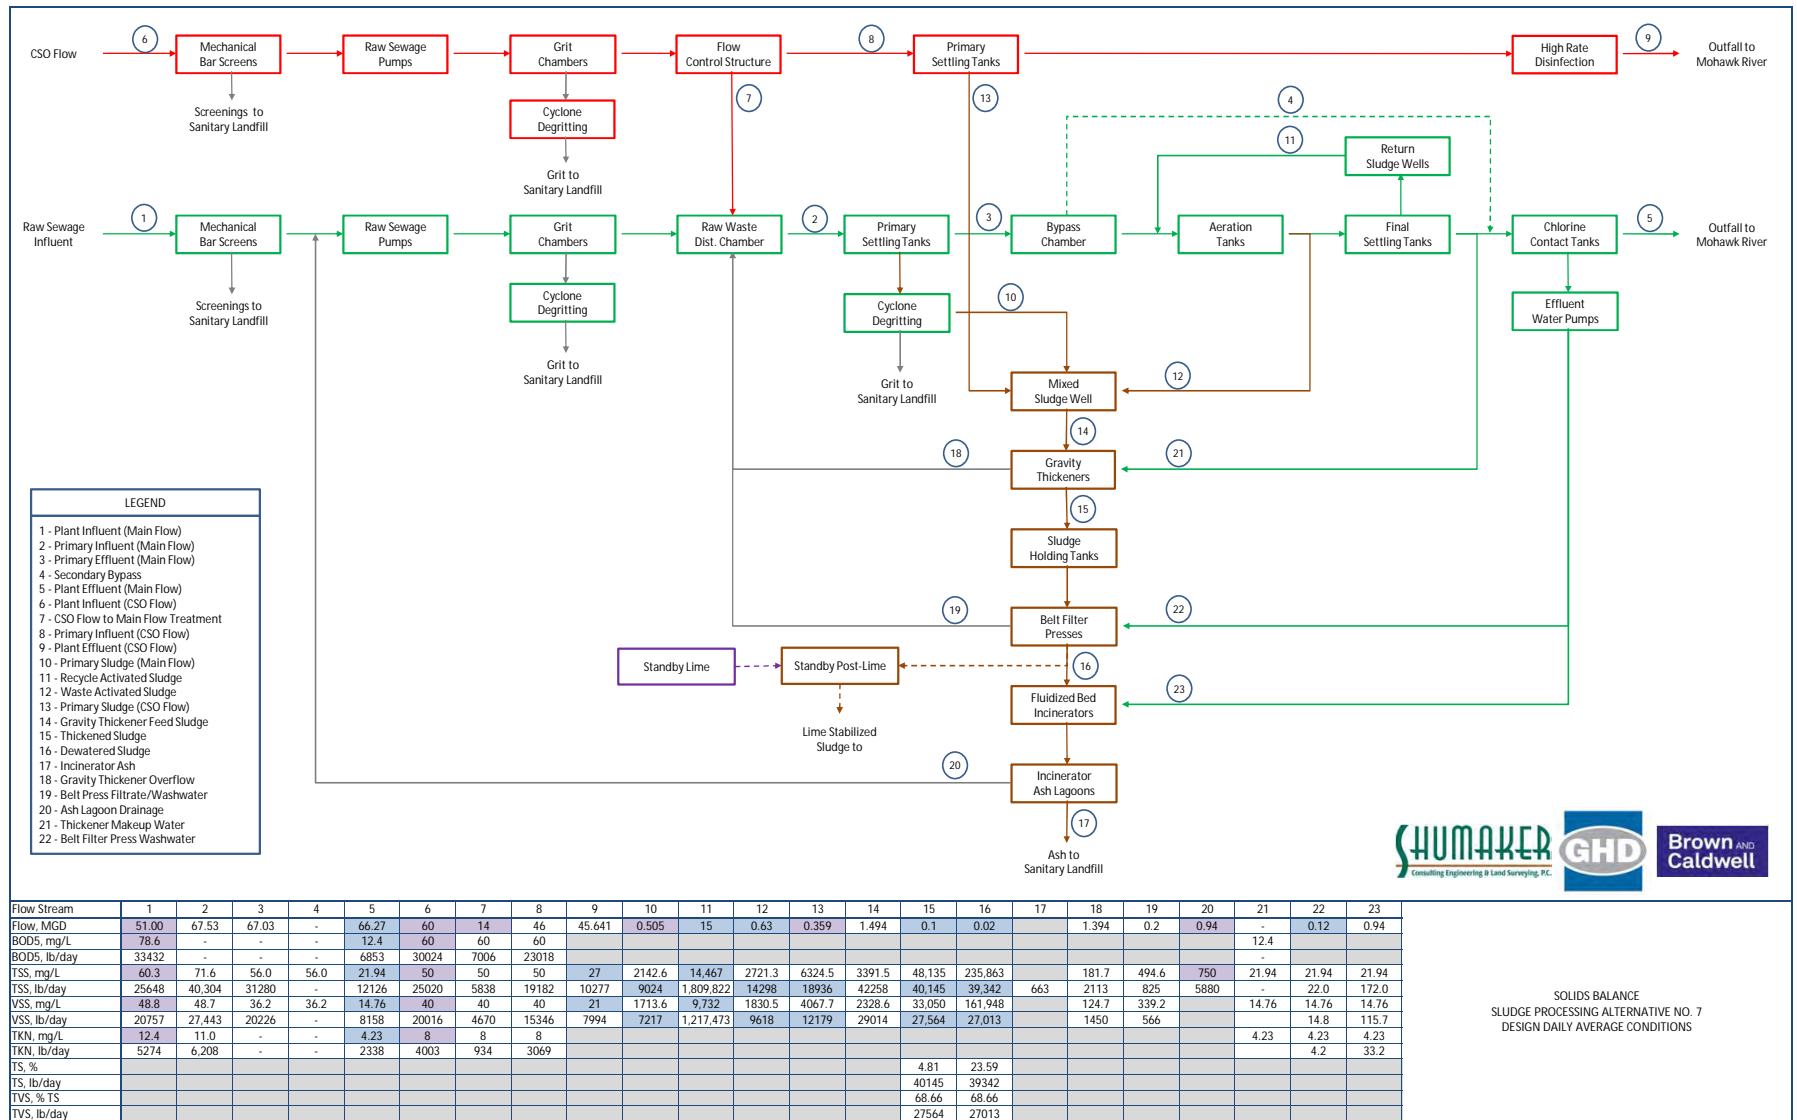 CSO Flow
6
Mechanical
Bar Screens
Raw Sewage
Pumps
Grit
Chambers
Flow
Control Structure
8
Primary
Settling Tanks
High Rate
Disinfection
9
Outfall to
Mohawk River
Screenings to
Sanitary Landfill
Cyclone
Degritting
7
13
4
Grit to
Sanitary Landfill
11
Return
Sludge Wells
Raw Sewage
Influent
1
Mechanical
Bar Screens
Raw Sewage
Pumps
Grit
Chambers
Raw Waste
Dist. Chamber
2
Primary
Settling Tanks
3
Bypass
Chamber
Aeration
Tanks
Final
Settling Tanks
Chlorine
Contact Tanks
5
Outfall to
Mohawk River
Screenings to
Sanitary Landfill
Cyclone
Degritting
Cyclone
Degritting
10
Effluent
Water Pumps
Grit to
Sanitary Landfill
Grit to
Sanitary Landfill
Mixed
Sludge Well
12
14
18
Gravity
Thickeners
21
15
Sludge
Holding Tanks
19
Belt Filter
Presses
22
Standby Lime
Standby Post-Lime
16
Fluidized Bed
Incinerators
23
Lime Stabilized
Sludge to
20
Incinerator
Ash Lagoons
17
Ash to
Sanitary Landfill
LEGEND
1 - Plant Influent (Main Flow)
2 - Primary Influent (Main Flow)
3 - Primary Effluent (Main Flow)
4 - Secondary Bypass
5 - Plant Effluent (Main Flow)
6 - Plant Influent (CSO Flow)
7 - CSO Flow to Main Flow Treatment
8 - Primary Influent (CSO Flow)
9 - Plant Effluent (CSO Flow)
10 - Primary Sludge (Main Flow)
11 - Recycle Activated Sludge
12 - Waste Activated Sludge
13 - Primary Sludge (CSO Flow)
14 - Gravity Thickener Feed Sludge
15 - Thickened Sludge
16 - Dewatered Sludge
17 - Incinerator Ash
18 - Gravity Thickener Overflow
19 - Belt Press Filtrate/Washwater
20 - Ash Lagoon Drainage
21 - Thickener Makeup Water
22 - Belt Filter Press Washwater
SHUMAKER
Consulting Engineering & Land Surveying, P.C.
GHD
Brown AND
Caldwell
Flow Stream 1 2 3 4 5 6 7 8 9 10 11 12 13 14 15 16 17 18 19 20 21 22 23
Flow, MGD 51.00 67.53 67.03 - 66.27 60 14 46 45.641 0.505 15 0.63 0.359 1.494 0.1 0.02 1.394 0.2 0.94 - 0.12 0.94
BOD5, mg/L 78.6 - - - 12.4 60 60 60 12.4
BOD5, lb/day 33432 - - - 6853 30024 7006 23018 -
TSS, mg/L 60.3 71.6 56.0 56.0 21.94 50 50 50 27 2142.6 14,467 2721.3 6324.5 3391.5 48,135 235,863 181.7 494.6 750 21.94 21.94 21.94
TSS, lb/day 25648 40,304 31280 - 12126 25020 5838 19182 10277 9024 1,809,822 14298 18936 42258 40,145 39,342 663 2113 825 5880 - 22.0 172.0
VSS, mg/L 48.8 48.7 36.2 36.2 14.76 40 40 40 21 1713.6 9,732 1830.5 4067.7 2328.6 33,050 161,948 124.7 339.2 14.76 14.76 14.76
VSS, lb/day 20757 27,443 20226 - 8158 20016 4670 15346 7994 7217 1,217,473 9618 12179 29014 27,564 27,013 1450 566 14.8 115.7
TKN, mg/L 12.4 11.0 - - 4.23 8 8 8 4.23 4.23 4.23
TKN, lb/day 5274 6,208 - - 2338 4003 934 3069 4.2 33.2
TS, % 4.81 23.59
TS, lb/day 40145 39342
TVS, % TS 68.66 68.66
TVS, lb/day 27564 27013
SOLIDS BALANCE
SLUDGE PROCESSING ALTERNATIVE NO. 7
DESIGN DAILY AVERAGE CONDITIONS